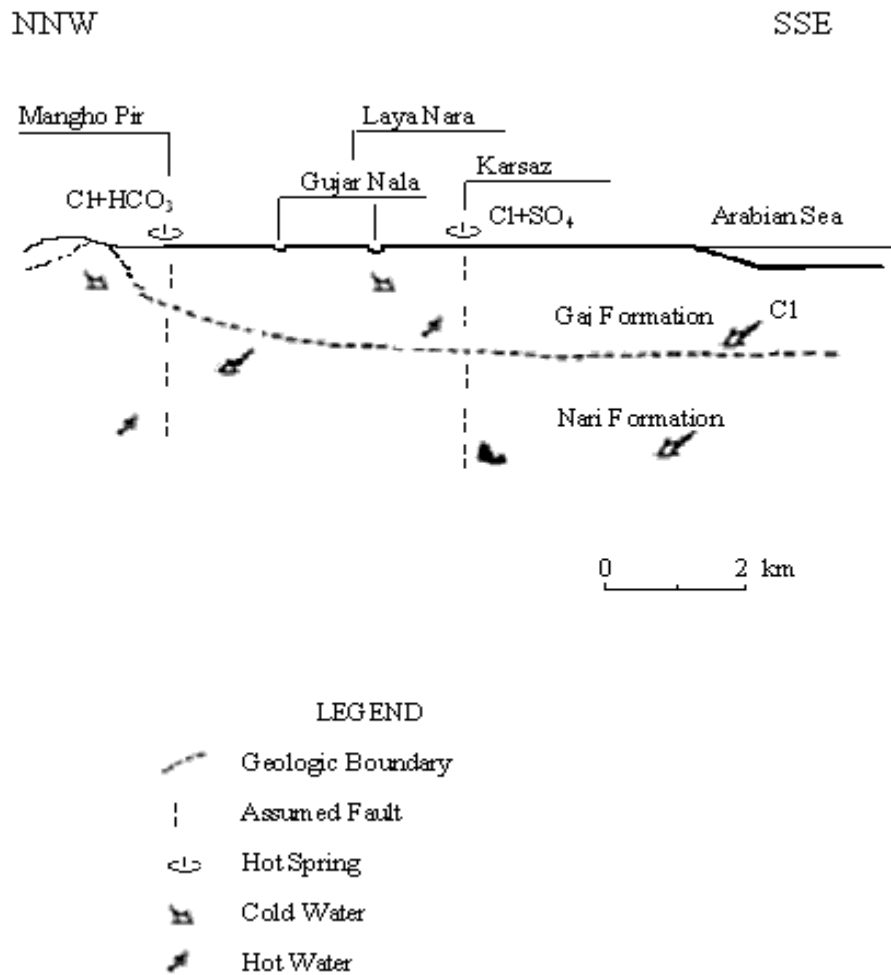 NNW SSE
Mangho Pir Laya Nara
Gujar Nala Karsaz
Cl+HCO₃ Cl+SO₄ Arabian Sea
Gaj Formation Cl
Nari Formation
0 2 km
LEGEND
Geologic Boundary
Assumed Fault
Hot Spring
Cold Water
Hot Water